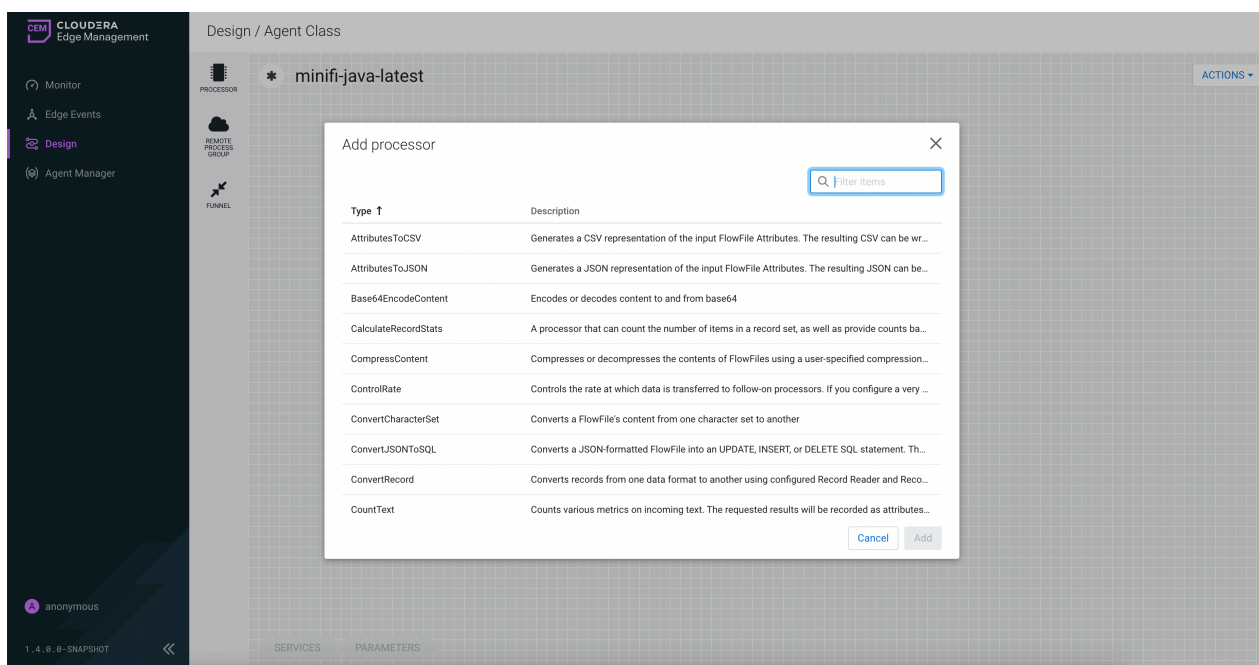 CEM CLOUDERA
Edge Management
Monitor
Edge Events
Design
Agent Manager
A anonymous
1.4.0.0-SNAPSHOT
Design / Agent Class
PROCESSOR
REMOTE
PROCESS
GROUP
FUNNEL
minifi-java-latest
ACTIONS
Add processor
Filter items
Type ↑ Description
AttributesToCSV Generates a CSV representation of the input FlowFile Attributes. The resulting CSV can be wr...
AttributesToJSON Generates a JSON representation of the input FlowFile Attributes. The resulting JSON can be...
Base64EncodeContent Encodes or decodes content to and from base64
CalculateRecordStats A processor that can count the number of items in a record set, as well as provide counts ba...
CompressContent Compresses or decompresses the contents of FlowFiles using a user-specified compression...
ControlRate Controls the rate at which data is transferred to follow-on processors. If you configure a very ...
ConvertCharacterSet Converts a FlowFile's content from one character set to another
ConvertJSONToSQL Converts a JSON-formatted FlowFile into an UPDATE, INSERT, or DELETE SQL statement. Th...
ConvertRecord Converts records from one data format to another using configured Record Reader and Reco...
CountText Counts various metrics on incoming text. The requested results will be recorded as attributes...
Cancel Add
SERVICES PARAMETERS